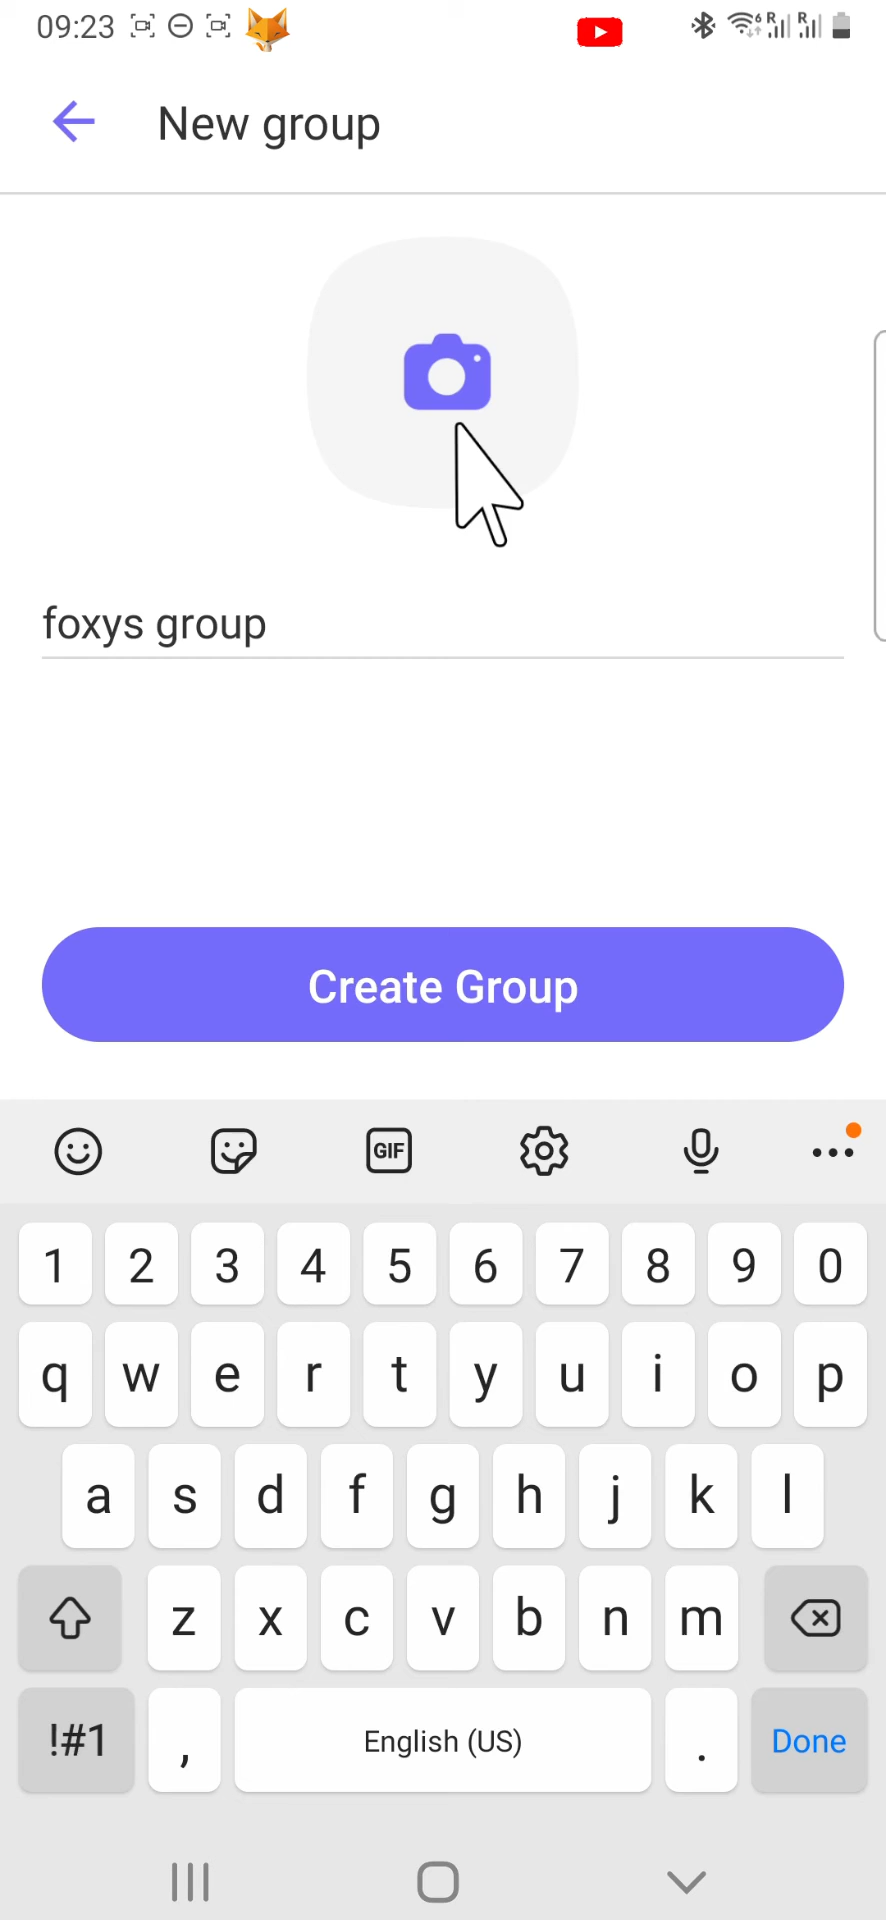 09:23
New group
foxys group
Create Group
GIF
1 2 3 4 5 6 7 8 9 0
q w e r t y u i o p
a s d f g h j k l
z x c v b n m
!#1 , English (US) . Done